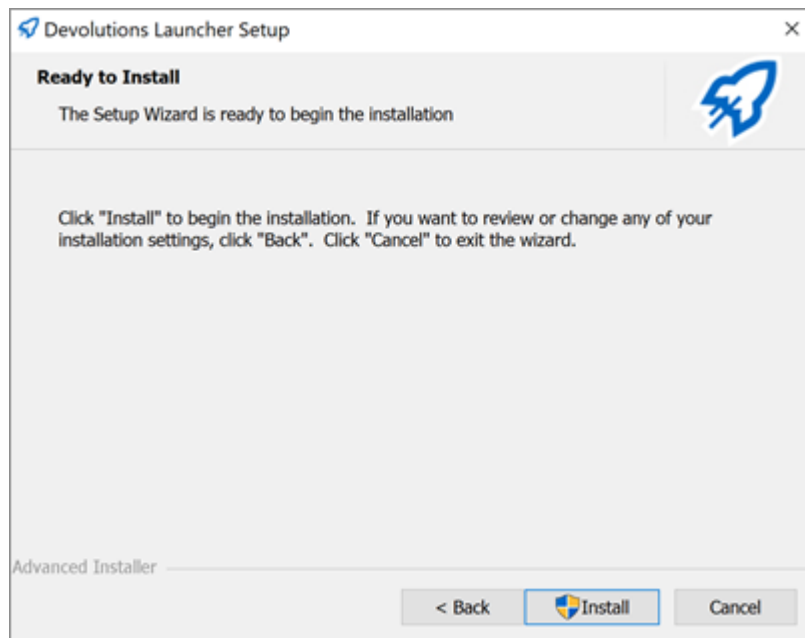 Devolutions Launcher Setup
Ready to Install
The Setup Wizard is ready to begin the installation
Click "Install" to begin the installation.  If you want to review or change any of your
installation settings, click "Back".  Click "Cancel" to exit the wizard.
Advanced Installer
< Back Install Cancel